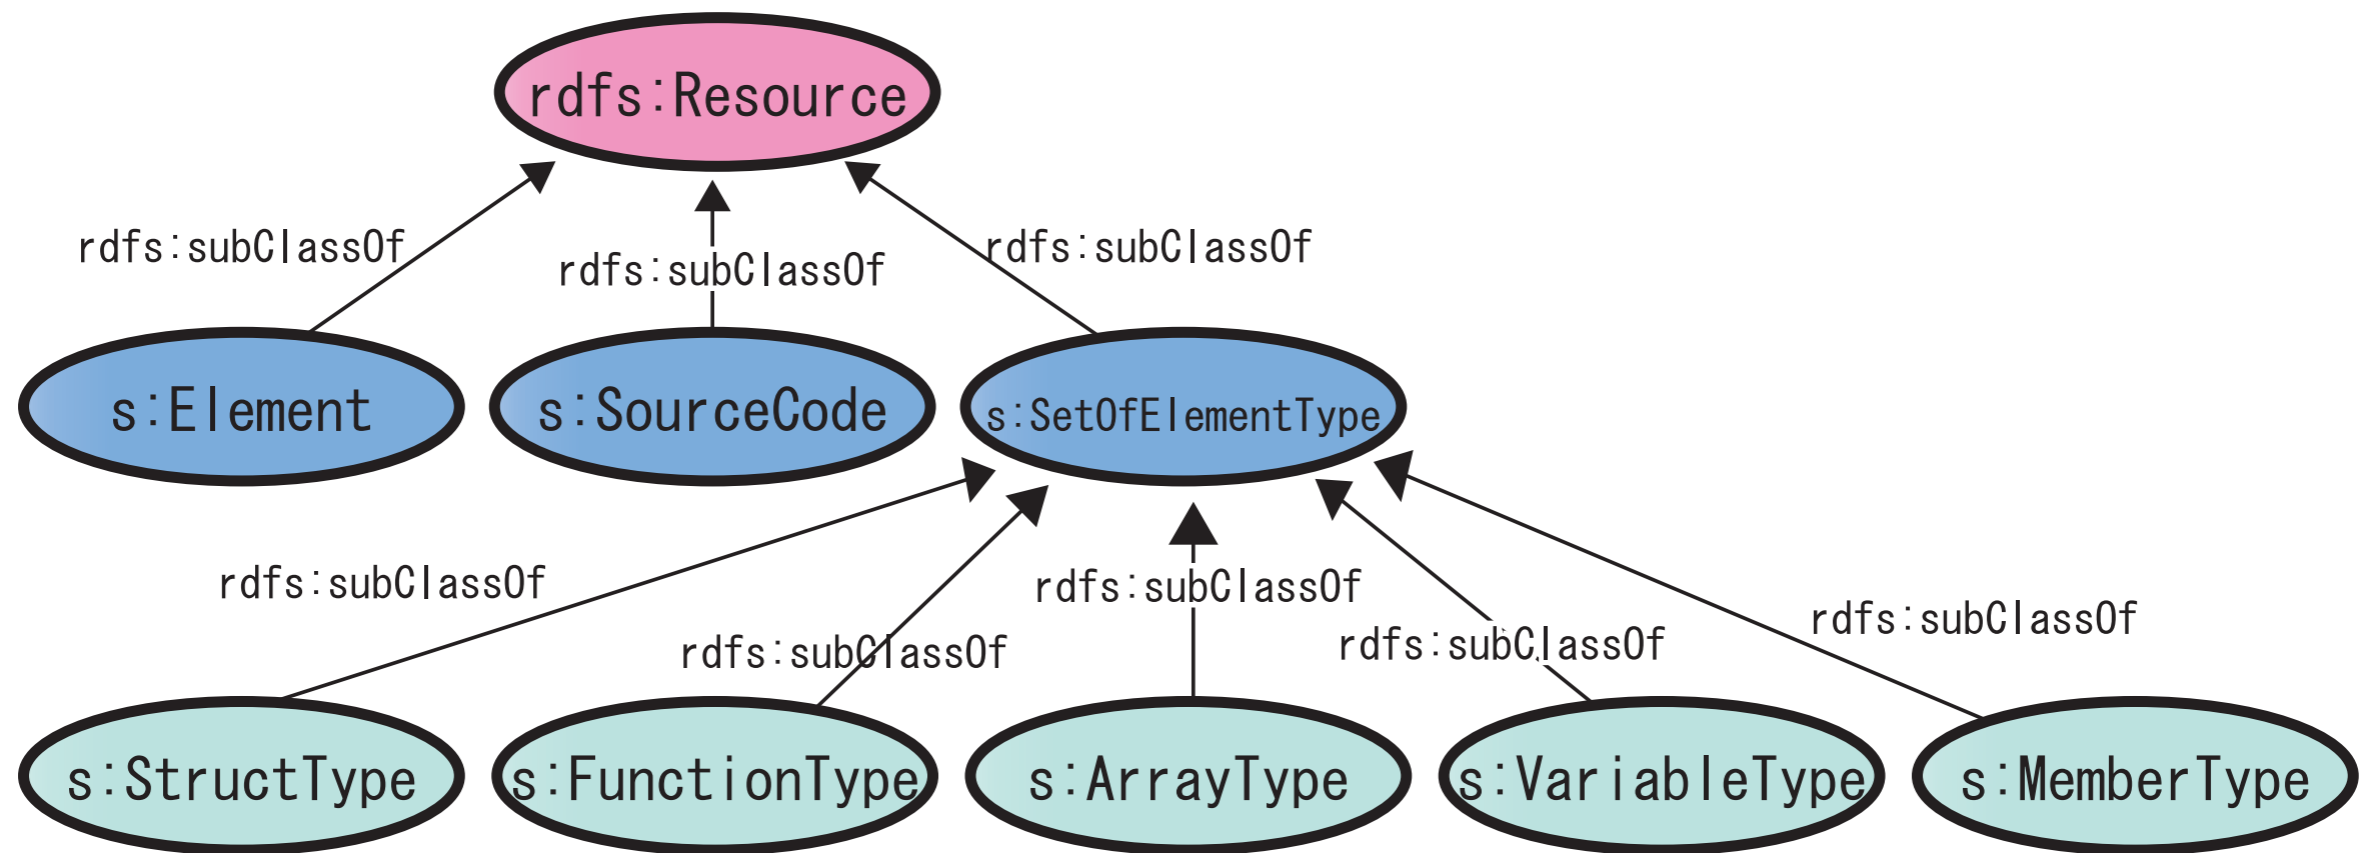 rdfs:Resource
rdfs:subClassOf
rdfs:subClassOf
rdfs:subClassOf
s:Element
s:SourceCode
s:SetOfElementType
rdfs:subClassOf
rdfs:subClassOf
rdfs:subClassOf
rdfs:subClassOf
rdfs:subClassOf
s:StructType
s:FunctionType
s:ArrayType
s:VariableType
s:MemberType